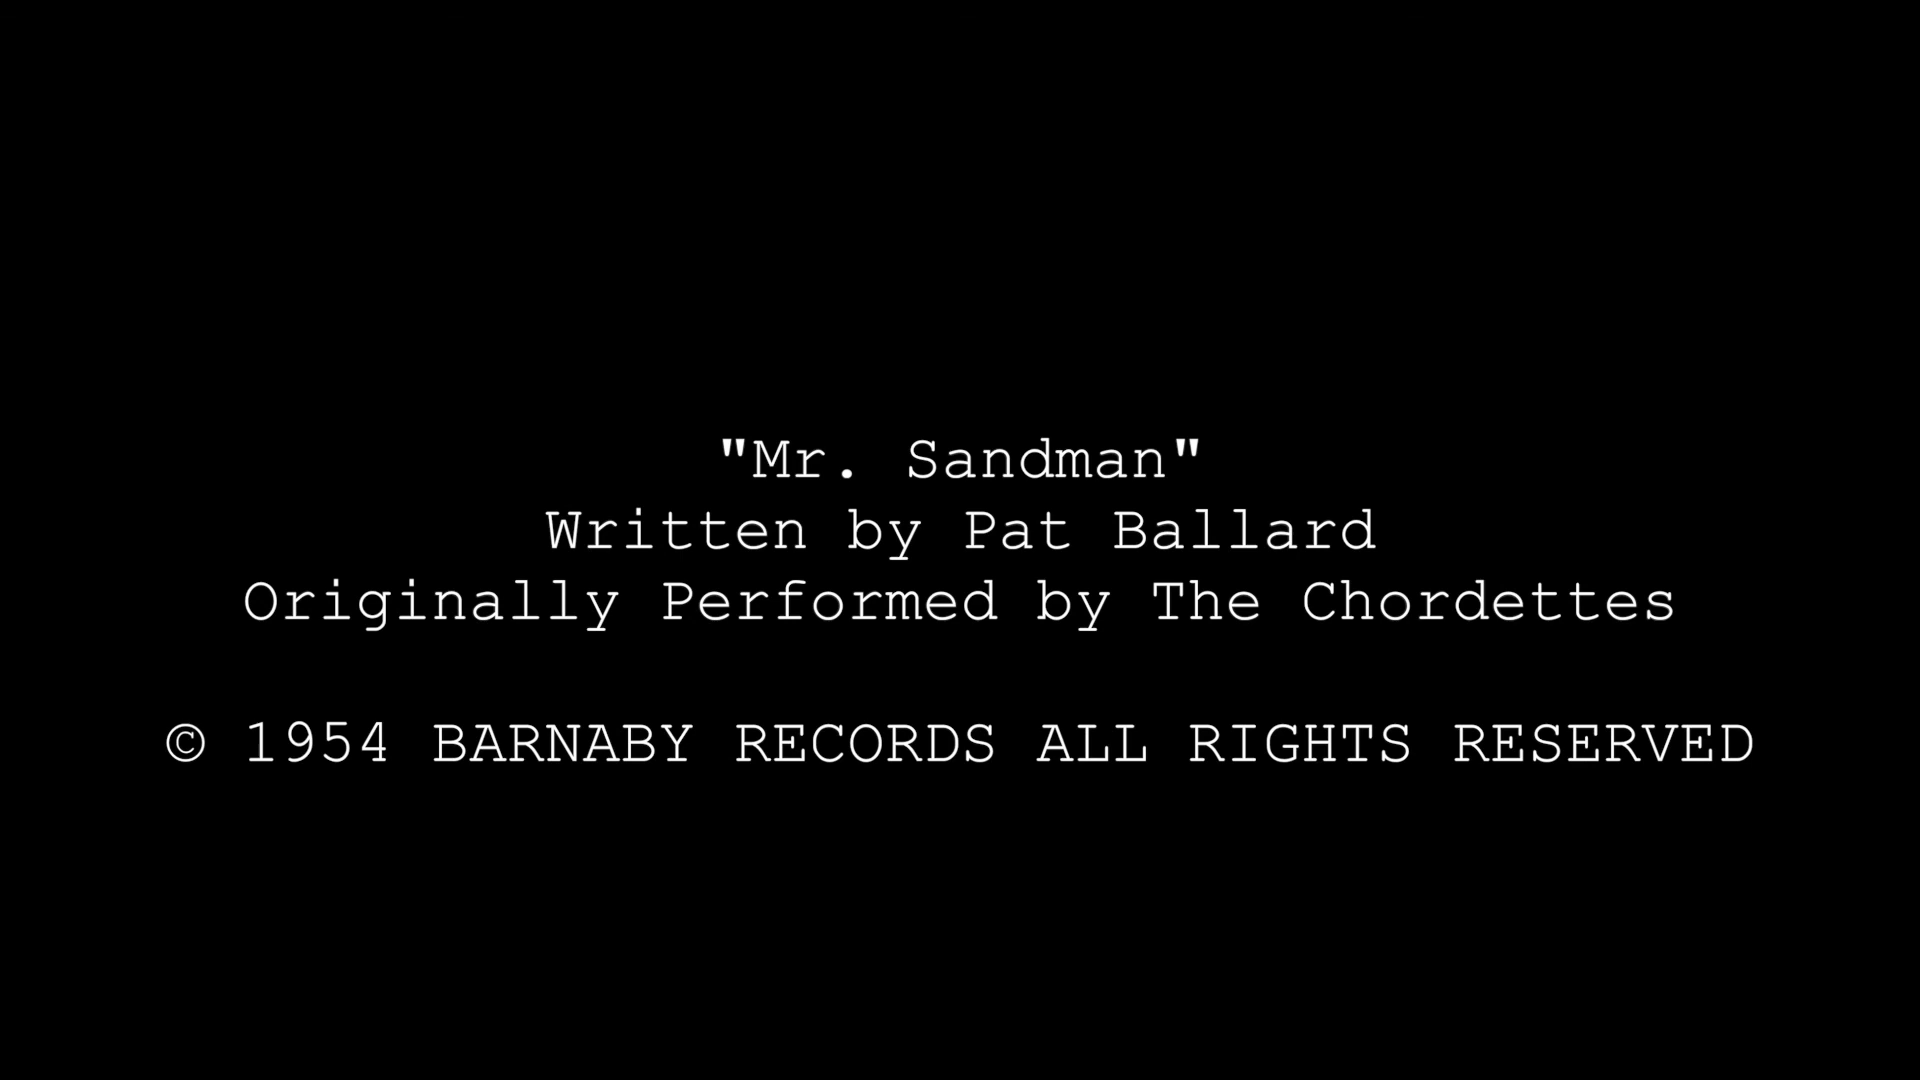 "Mr. Sandman"
Written by Pat Ballard
Originally Performed by The Chordettes
© 1954 BARNABY RECORDS ALL RIGHTS RESERVED